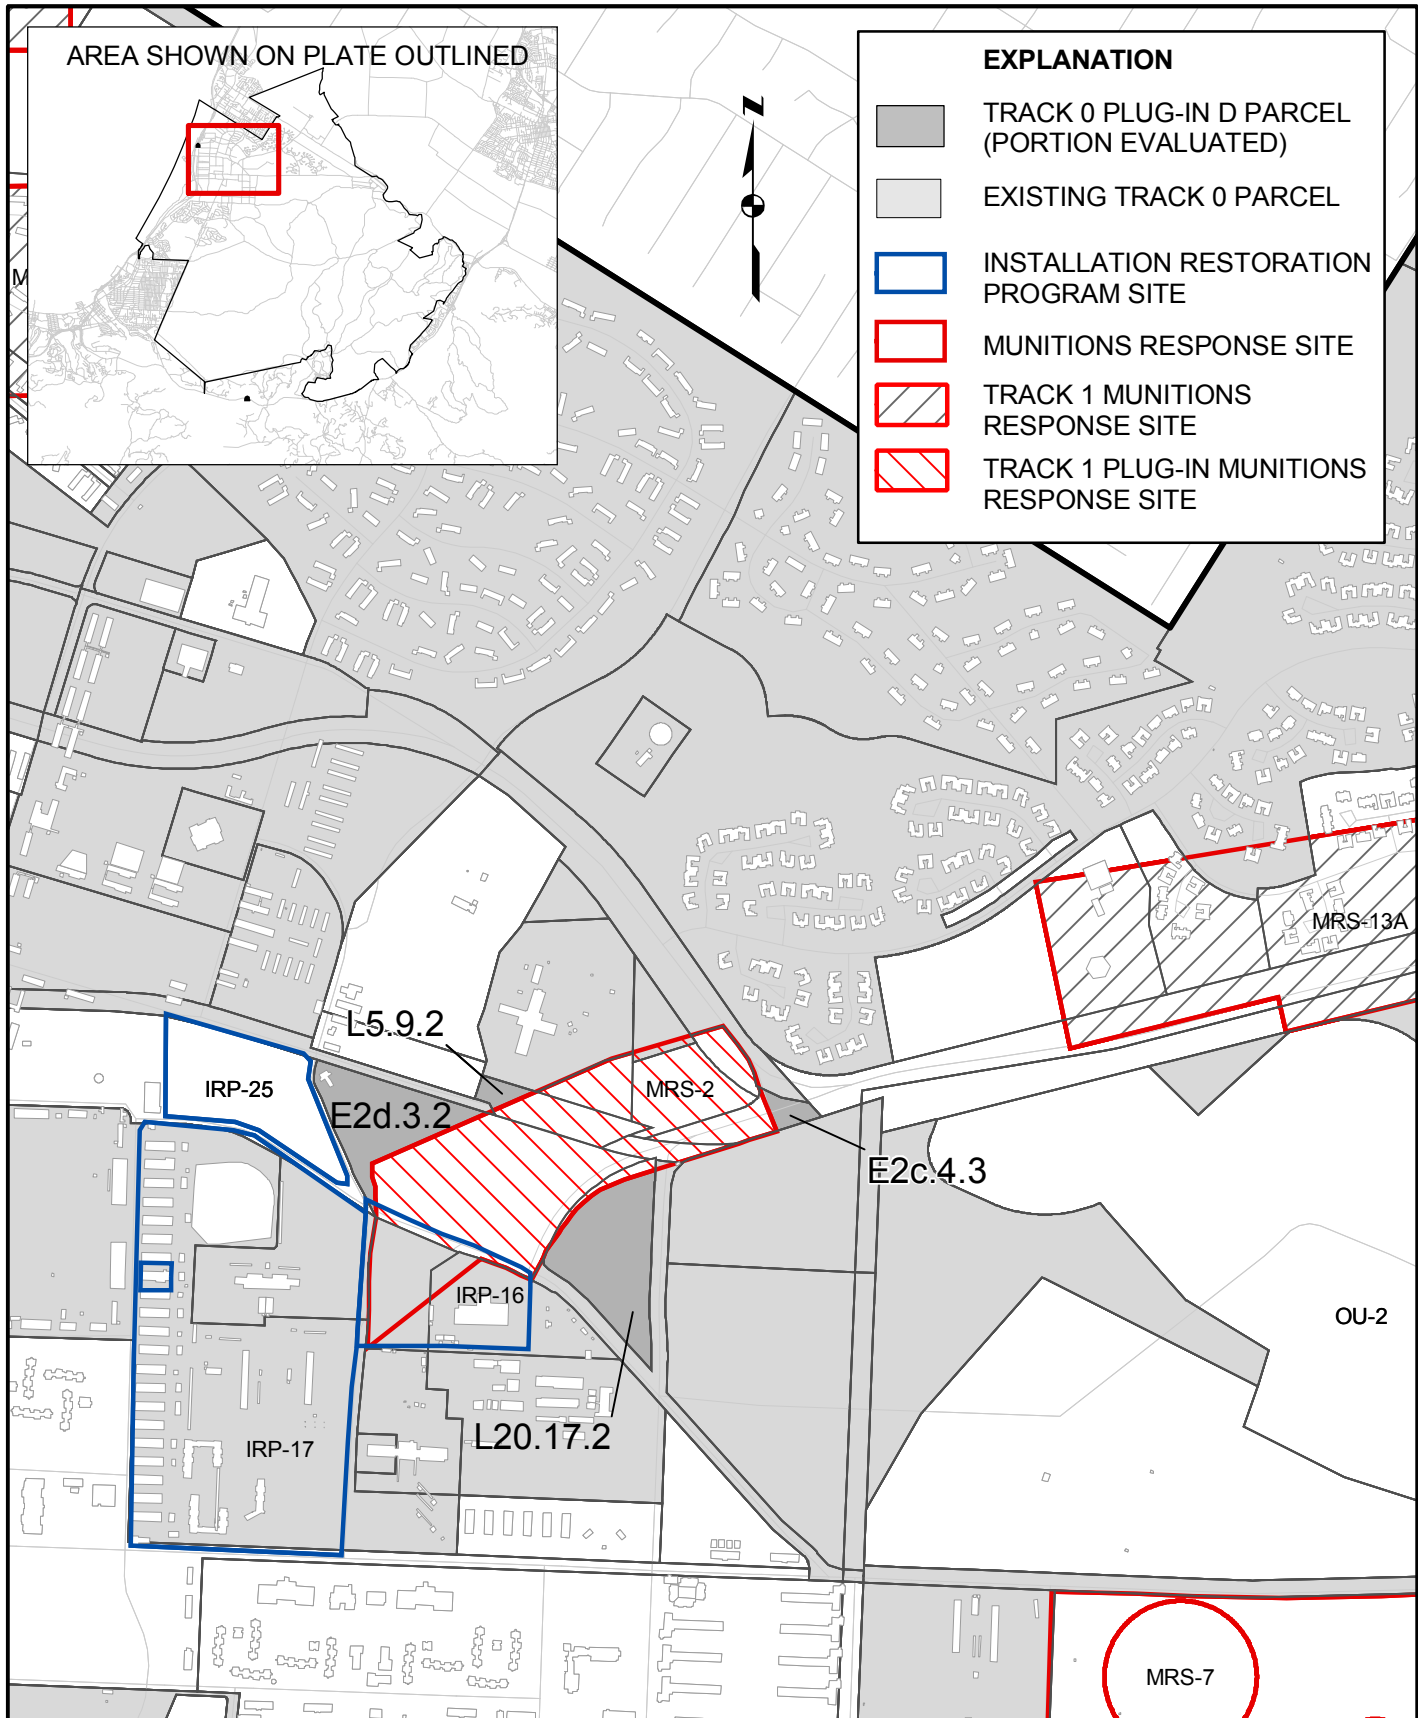 AREA SHOWN ON PLATE OUTLINED
EXPLANATION
TRACK 0 PLUG-IN D PARCEL
(PORTION EVALUATED)
EXISTING TRACK 0 PARCEL
INSTALLATION RESTORATION
PROGRAM SITE
MUNITIONS RESPONSE SITE
TRACK 1 MUNITIONS
RESPONSE SITE
TRACK 1 PLUG-IN MUNITIONS
RESPONSE SITE
Z
M
MRS-13A
L5.9.2
IRP-25
MRS-2
E2d.3.2
E2c.4.3
IRP-16
OU-2
L20.17.2
IRP-17
MRS-7